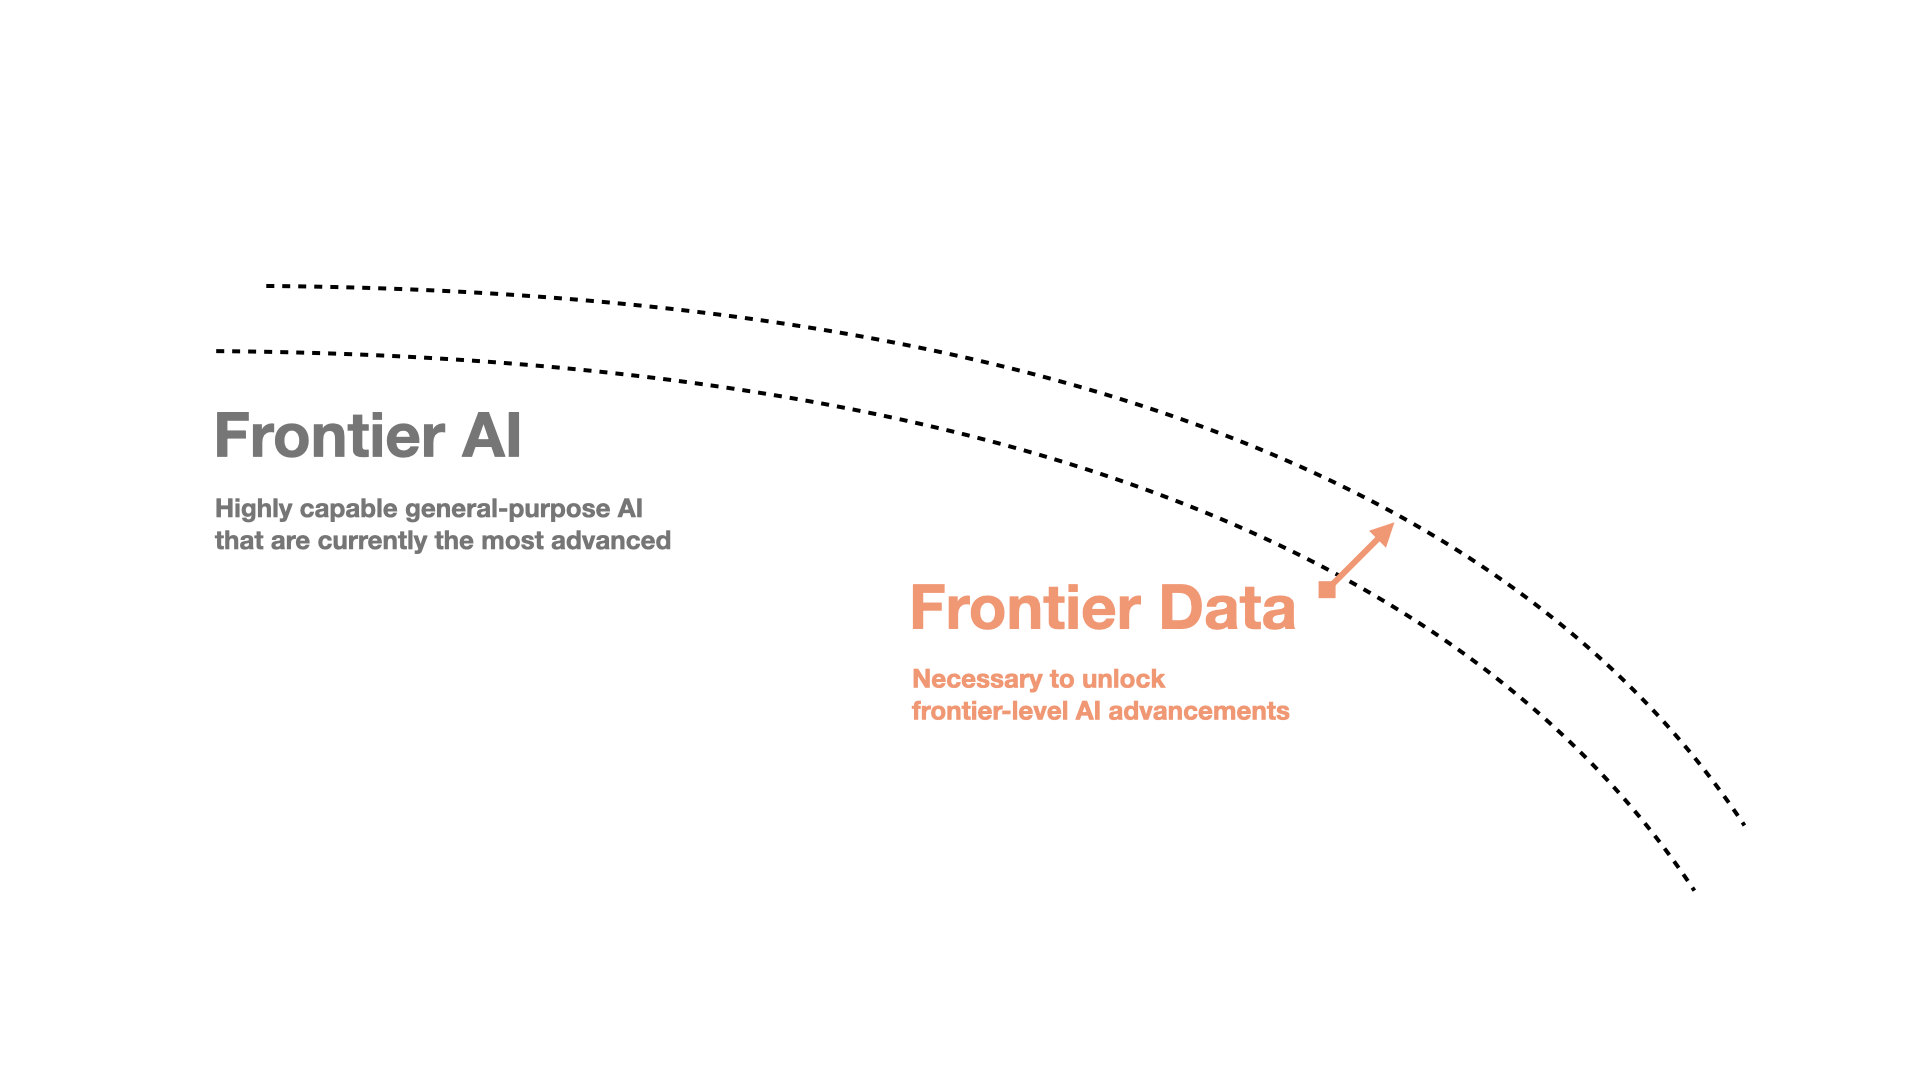 Frontier AI
Highly capable general-purpose AI
that are currently the most advanced
Frontier Data
Necessary to unlock
frontier-level AI advancements